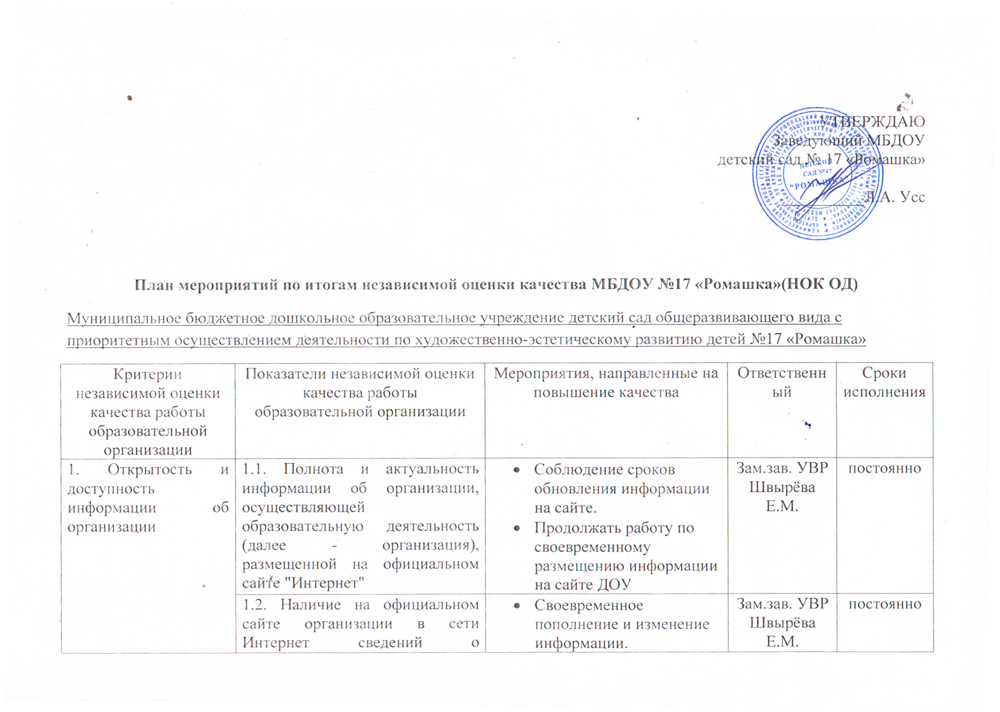 УТВЕРЖДАЮ
Заведующий МБДОУ
детский сад № 17 «Ромашка»
Л.А. Усс
ДЕТСКИЙ
САД №17
"РОМАШКА"
План мероприятий по итогам независимой оценки качества МБДОУ №17 «Ромашка»(НОК ОД)
Муниципальное бюджетное дошкольное образовательное учреждение детский сад общеразвивающего вида с
приоритетным осуществлением деятельности по художественно-эстетическому развитию детей №17 «Ромашка»
Критерии
независимой оценки
качества работы
образовательной
организации
Показатели независимой оценки
качества работы
образовательной организации
Мероприятия, направленные на
повышение качества
Ответственн
ый
Сроки
исполнения
1. Открытость и
доступность
информации об
организации
1.1. Полнота и актуальность
информации об организации,
осуществляющей
образовательную деятельность
(далее - организация),
размещенной на официальном
сайте "Интернет"
• Соблюдение сроков
обновления информации
на сайте.
• Продолжать работу по
своевременному
размещению информации
на сайте ДОУ
Зам.зав. УВР
Швырёва
Е.М.
постоянно
1.2. Наличие на официальном
сайте организации в сети
Интернет сведений о
• Своевременное
пополнение и изменение
информации.
Зам.зав. УВР
Швырёва
Е.М.
постоянно